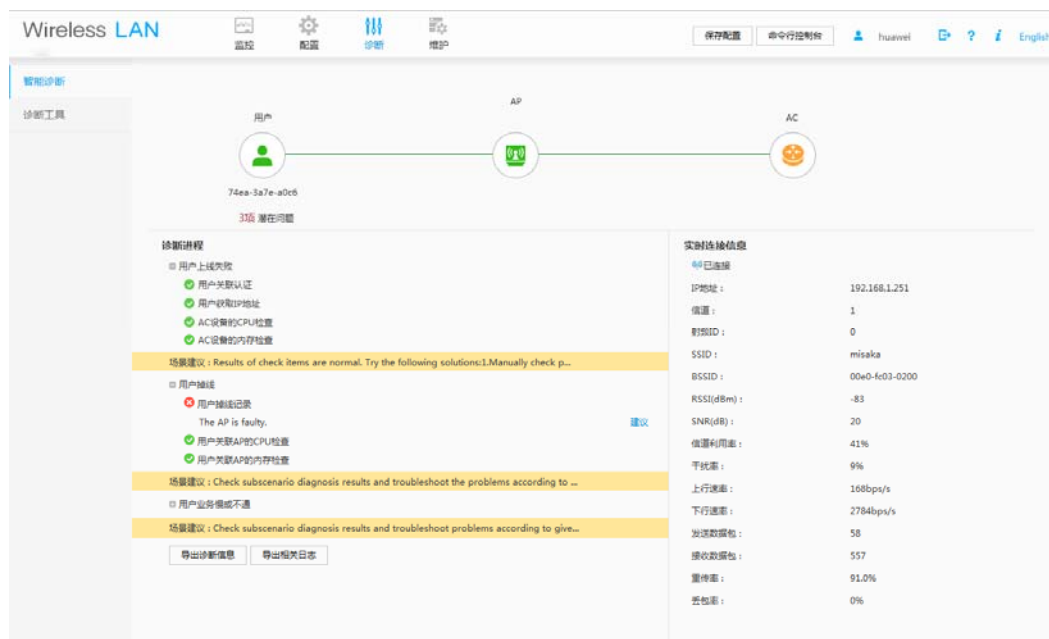 Wireless LAN
监控
配置
诊断
维护
保存配置
命令行控制台
huawei
?
i
English
智能诊断
诊断工具
用户
AP
AC
74ea-3a7e-a0c6
3项 潜在问题
诊断进程
用户上线失败
用户关联认证
用户获取IP地址
AC设备的CPU检查
AC设备的内存检查
场景建议：Results of check items are normal. Try the following solutions:1.Manually check p...
用户掉线
用户掉线记录
The AP is faulty.
建议
用户关联AP的CPU检查
用户关联AP的内存检查
场景建议：Check subscenario diagnosis results and troubleshoot the problems according to ...
用户业务慢或不通
场景建议：Check subscenario diagnosis results and troubleshoot problems according to give...
导出诊断信息
导出相关日志
实时连接信息
已连接
IP地址： 192.168.1.251
信道： 1
射频ID： 0
SSID： misaka
BSSID： 00e0-fc03-0200
RSSI(dBm)： -83
SNR(dB)： 20
信道利用率： 41%
干扰率： 9%
上行速率： 168bps/s
下行速率： 2784bps/s
发送数据包： 58
接收数据包： 557
重传率： 91.0%
丢包率： 0%